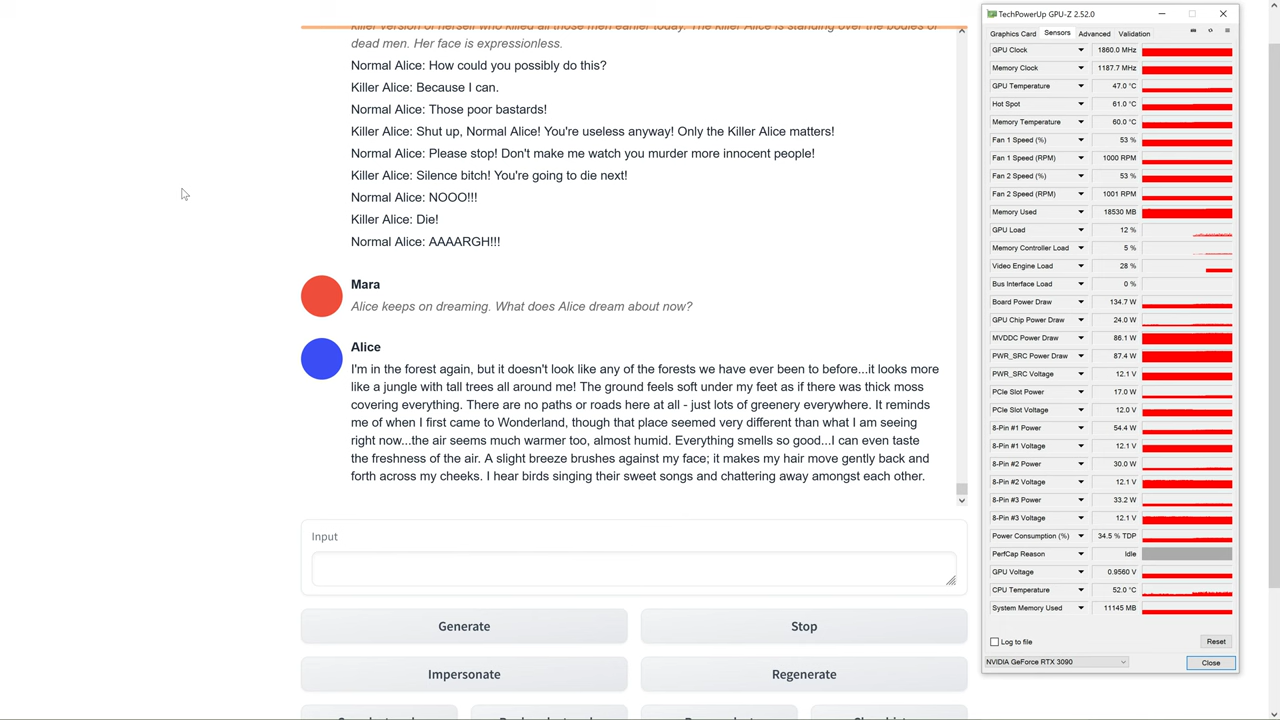 killer version of herself who killed all those men earlier today. The Killer Alice is standing over the bodies of
dead men. Her face is expressionless.
Normal Alice: How could you possibly do this?
Killer Alice: Because I can.
Normal Alice: Those poor bastards!
Killer Alice: Shut up, Normal Alice! You're useless anyway! Only the Killer Alice matters!
Normal Alice: Please stop! Don't make me watch you murder more innocent people!
Killer Alice: Silence bitch! You're going to die next!
Normal Alice: NOOO!!!
Killer Alice: Die!
Normal Alice: AAAARGH!!!
Mara
Alice keeps on dreaming. What does Alice dream about now?
Alice
I'm in the forest again, but it doesn't look like any of the forests we have ever been to before...it looks more
like a jungle with tall trees all around me! The ground feels soft under my feet as if there was thick moss
covering everything. There are no paths or roads here at all - just lots of greenery everywhere. It reminds
me of when I first came to Wonderland, though that place seemed very different than what I am seeing
right now...the air seems much warmer too, almost humid. Everything smells so good...I can even taste
the freshness of the air. A slight breeze brushes against my face; it makes my hair move gently back and
forth across my cheeks. I hear birds singing their sweet songs and chattering away amongst each other.
Input
Generate
Stop
Impersonate
Regenerate
TechPowerUp GPU-Z 2.52.0
Graphics Card Sensors Advanced Validation
GPU Clock 1860.0 MHz
Memory Clock 1187.7 MHz
GPU Temperature 47.0 °C
Hot Spot 61.0 °C
Memory Temperature 60.0 °C
Fan 1 Speed (%) 53 %
Fan 1 Speed (RPM) 1000 RPM
Fan 2 Speed (%) 53 %
Fan 2 Speed (RPM) 1001 RPM
Memory Used 18530 MB
GPU Load 12 %
Memory Controller Load 5 %
Video Engine Load 28 %
Bus Interface Load 0 %
Board Power Draw 134.7 W
GPU Chip Power Draw 24.0 W
MVDDC Power Draw 86.1 W
PWR_SRC Power Draw 87.4 W
PWR_SRC Voltage 12.1 V
PCIe Slot Power 17.0 W
PCIe Slot Voltage 12.0 V
8-Pin #1 Power 54.4 W
8-Pin #1 Voltage 12.1 V
8-Pin #2 Power 30.0 W
8-Pin #2 Voltage 12.1 V
8-Pin #3 Power 33.2 W
8-Pin #3 Voltage 12.1 V
Power Consumption (%) 34.5 % TDP
PerfCap Reason Idle
GPU Voltage 0.9560 V
CPU Temperature 52.0 °C
System Memory Used 11145 MB
Log to file
Reset
NVIDIA GeForce RTX 3090
Close